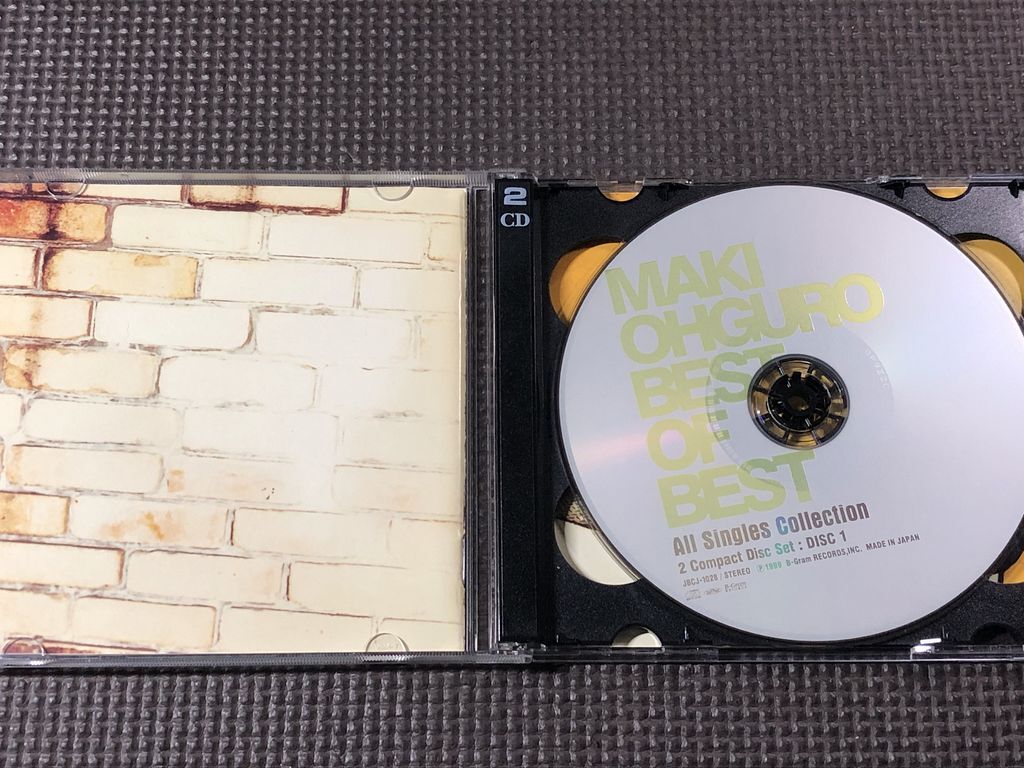 2
CD
MAKI
OHGURO
BEST
OF
BEST
All Singles Collection
2 Compact Disc Set : DISC 1
JBCJ-1028 / STEREO ℗1999 B-Gram RECORDS,INC. MADE IN JAPAN